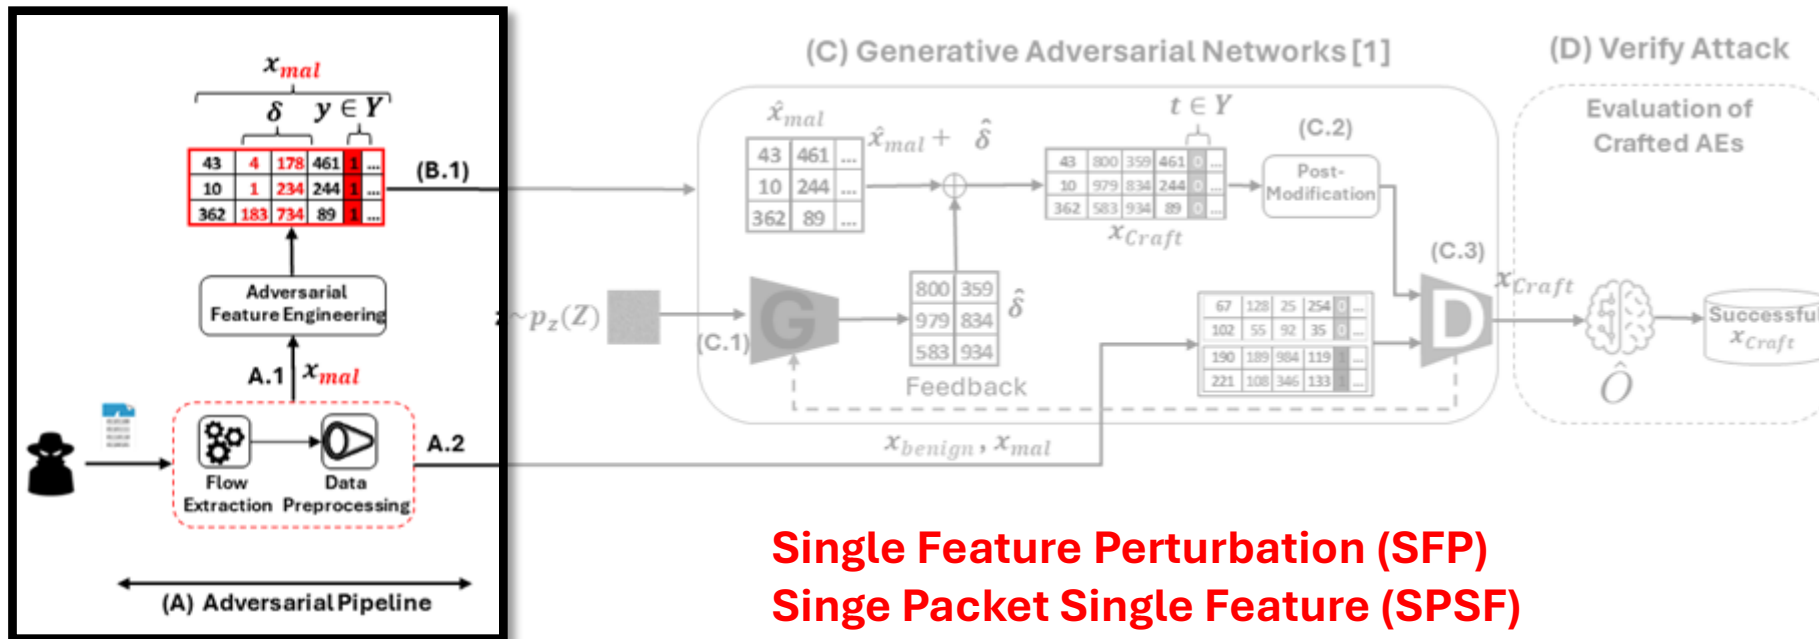 x_mal
δ y ∈ Y
43 4 178 461 1 ...
10 1 234 244 1 ...
362 183 734 89 1 ...
(B.1)
Adversarial
Feature Engineering
A.1 x_mal
A.2
Flow
Extraction
Data
Preprocessing
(A) Adversarial Pipeline
(C) Generative Adversarial Networks [1]
x̂_mal
43 461 ...
10 244 ...
362 89 ...
x̂_mal + δ̂
t ∈ Y
43 800 359 461 0 ...
10 979 834 244 0 ...
362 583 934 89 0 ...
x_Craft
(C.2)
Post-
Modification
z ~ p_z(Z)
(C.1)
G
800 359
979 834
583 934
δ̂
Feedback
67 128 25 254 0 ...
102 55 92 35 0 ...
190 189 984 119 1 ...
221 108 346 133 1 ...
(C.3)
D
x_benign, x_mal
(D) Verify Attack
Evaluation of
Crafted AEs
x_Craft
Ô
Successful
x_Craft
Single Feature Perturbation (SFP)
Singe Packet Single Feature (SPSF)